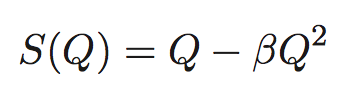 S(Q) = Q − βQ²